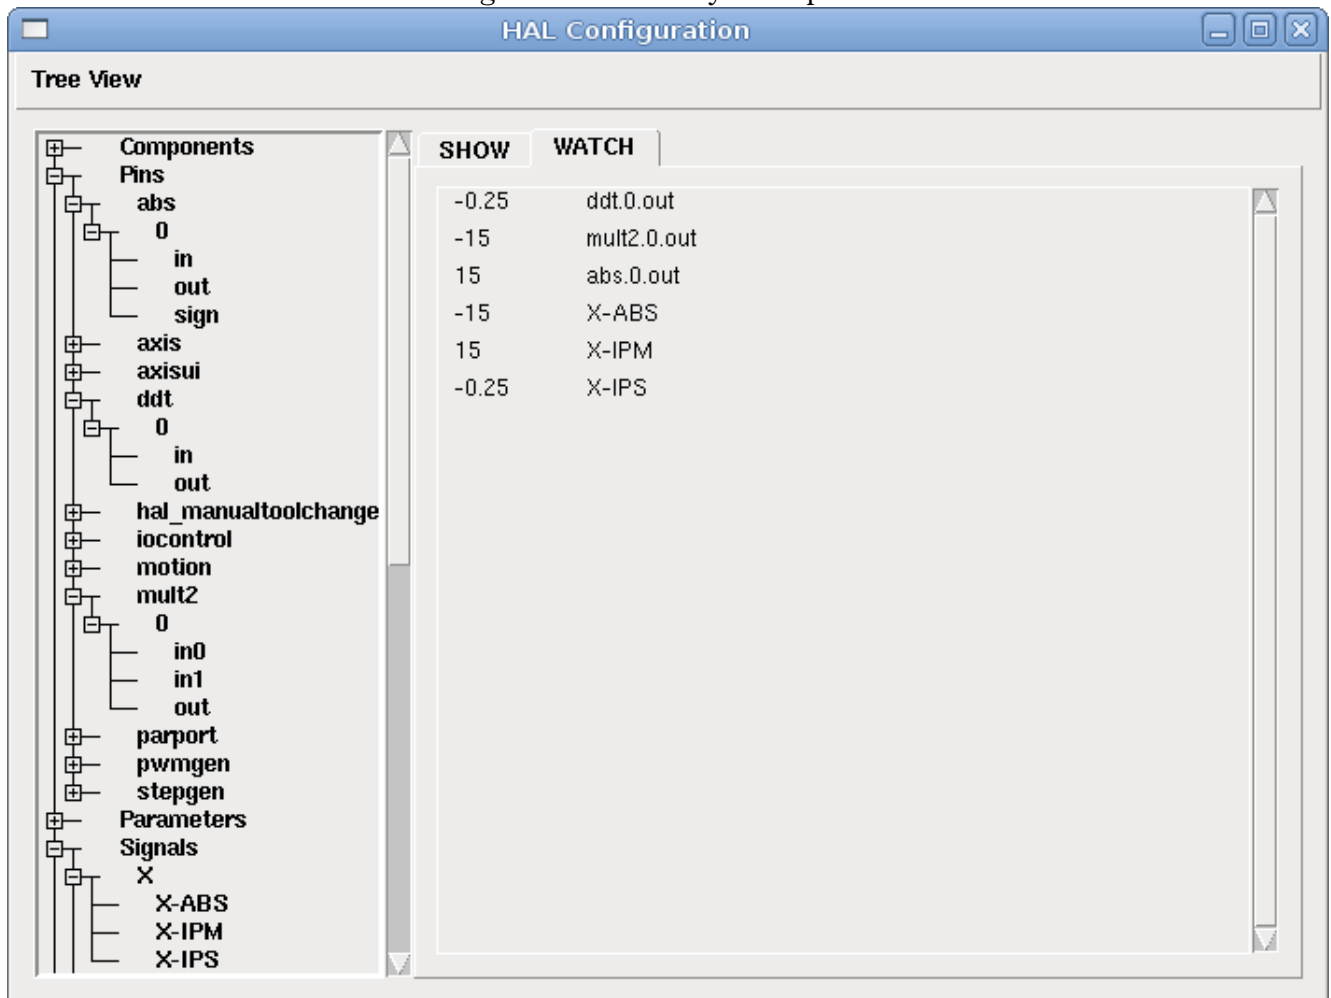 HAL Configuration
Tree View
Components
Pins
abs
0
in
out
sign
axis
axisui
ddt
0
in
out
hal_manualtoolchange
iocontrol
motion
mult2
0
in0
in1
out
parport
pwmgen
stepgen
Parameters
Signals
X
X-ABS
X-IPM
X-IPS
SHOW WATCH
-0.25 ddt.0.out
-15 mult2.0.out
15 abs.0.out
-15 X-ABS
15 X-IPM
-0.25 X-IPS